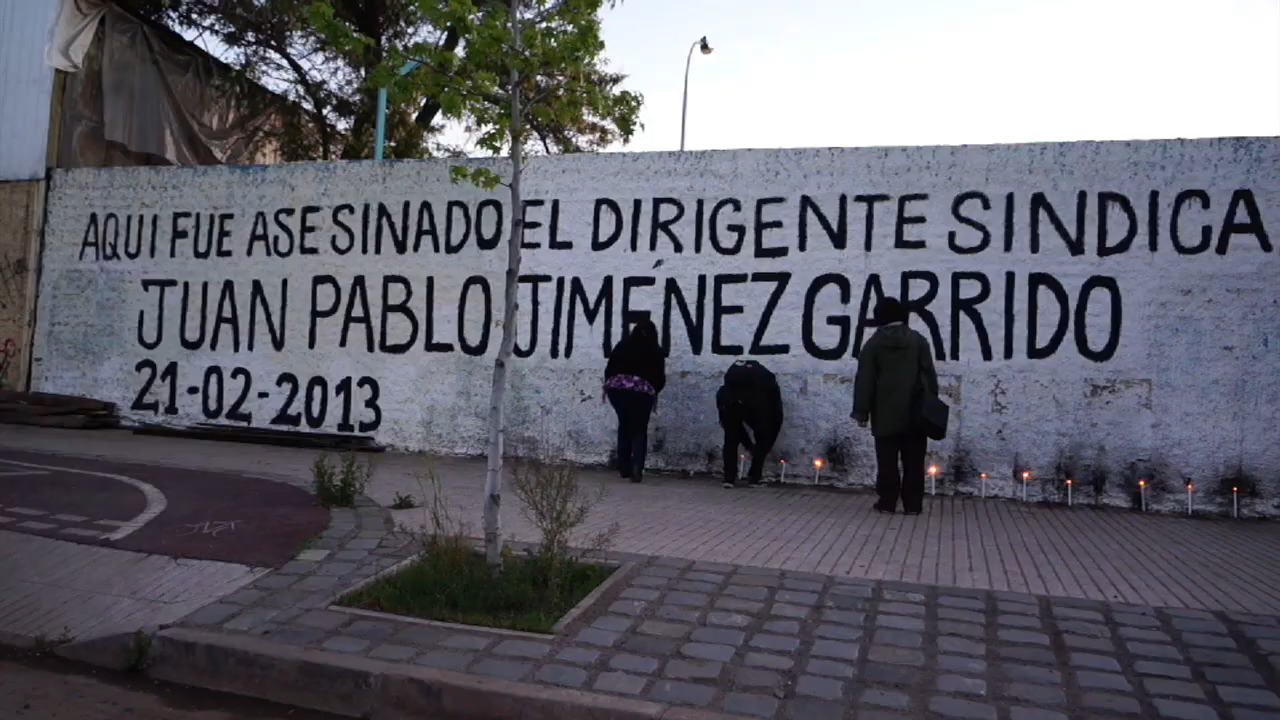 AQUI FUE ASESINADO EL DIRIGENTE SINDICA
JUAN PABLO JIMÉNEZ GARRIDO
21-02-2013